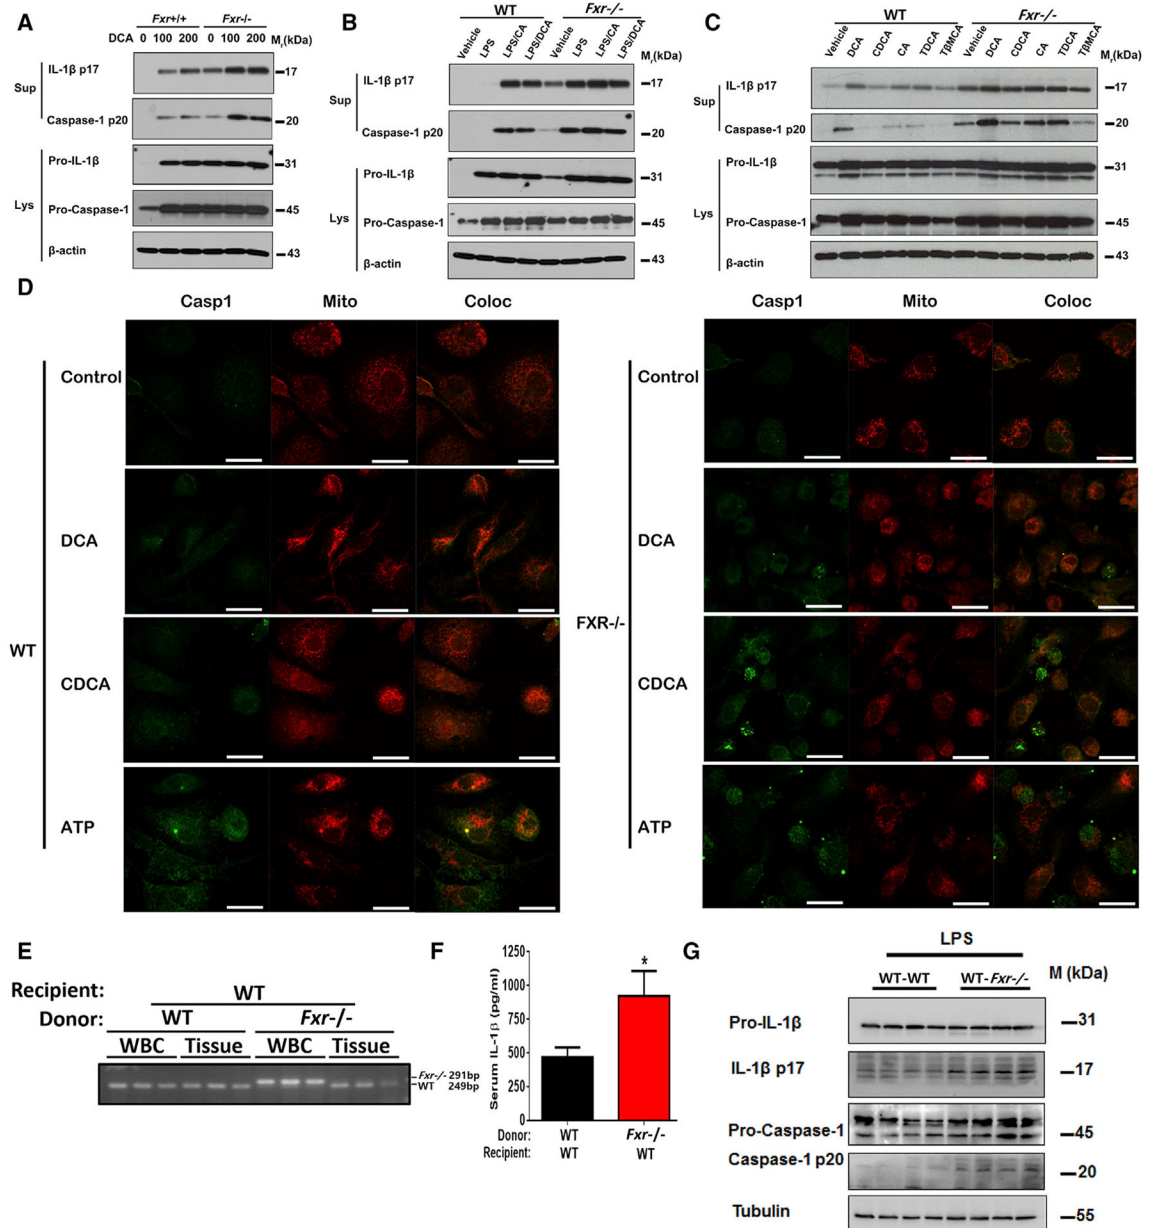 A
Fxr+/+ Fxr-/-
DCA 0 100 200 0 100 200 Mr(kDa)
Sup
IL-1β p17 17
Caspase-1 p20 20
Lys
Pro-IL-1β 31
Pro-Caspase-1 45
β-actin 43
B
WT Fxr-/-
Vehicle LPS LPS/CA LPS/DCA Vehicle LPS LPS/CA LPS/DCA
Mr(kDa)
Sup
IL-1β p17 17
Caspase-1 p20 20
Lys
Pro-IL-1β 31
Pro-Caspase-1 45
β-actin 43
C
WT Fxr-/-
Vehicle DCA CDCA CA TDCA TβMCA Vehicle DCA CDCA CA TDCA TβMCA
Mr(kDa)
Sup
IL-1β p17 17
Caspase-1 p20 20
Lys
Pro-IL-1β 31
Pro-Caspase-1 45
β-actin 43
D
Casp1 Mito Coloc
WT
Control
DCA
CDCA
ATP
Casp1 Mito Coloc
FXR-/-
Control
DCA
CDCA
ATP
E
Recipient: WT
Donor: WT Fxr-/-
WBC Tissue WBC Tissue
Fxr-/- 291bp
WT 249bp
F
Serum IL-1β (pg/ml)
1250
1000
750
500
250
0
*
Donor: WT Fxr-/-
Recipient: WT WT
G
LPS
WT-WT WT-Fxr-/- M (kDa)
Pro-IL-1β 31
IL-1β p17 17
Pro-Caspase-1 45
Caspase-1 p20 20
Tubulin 55